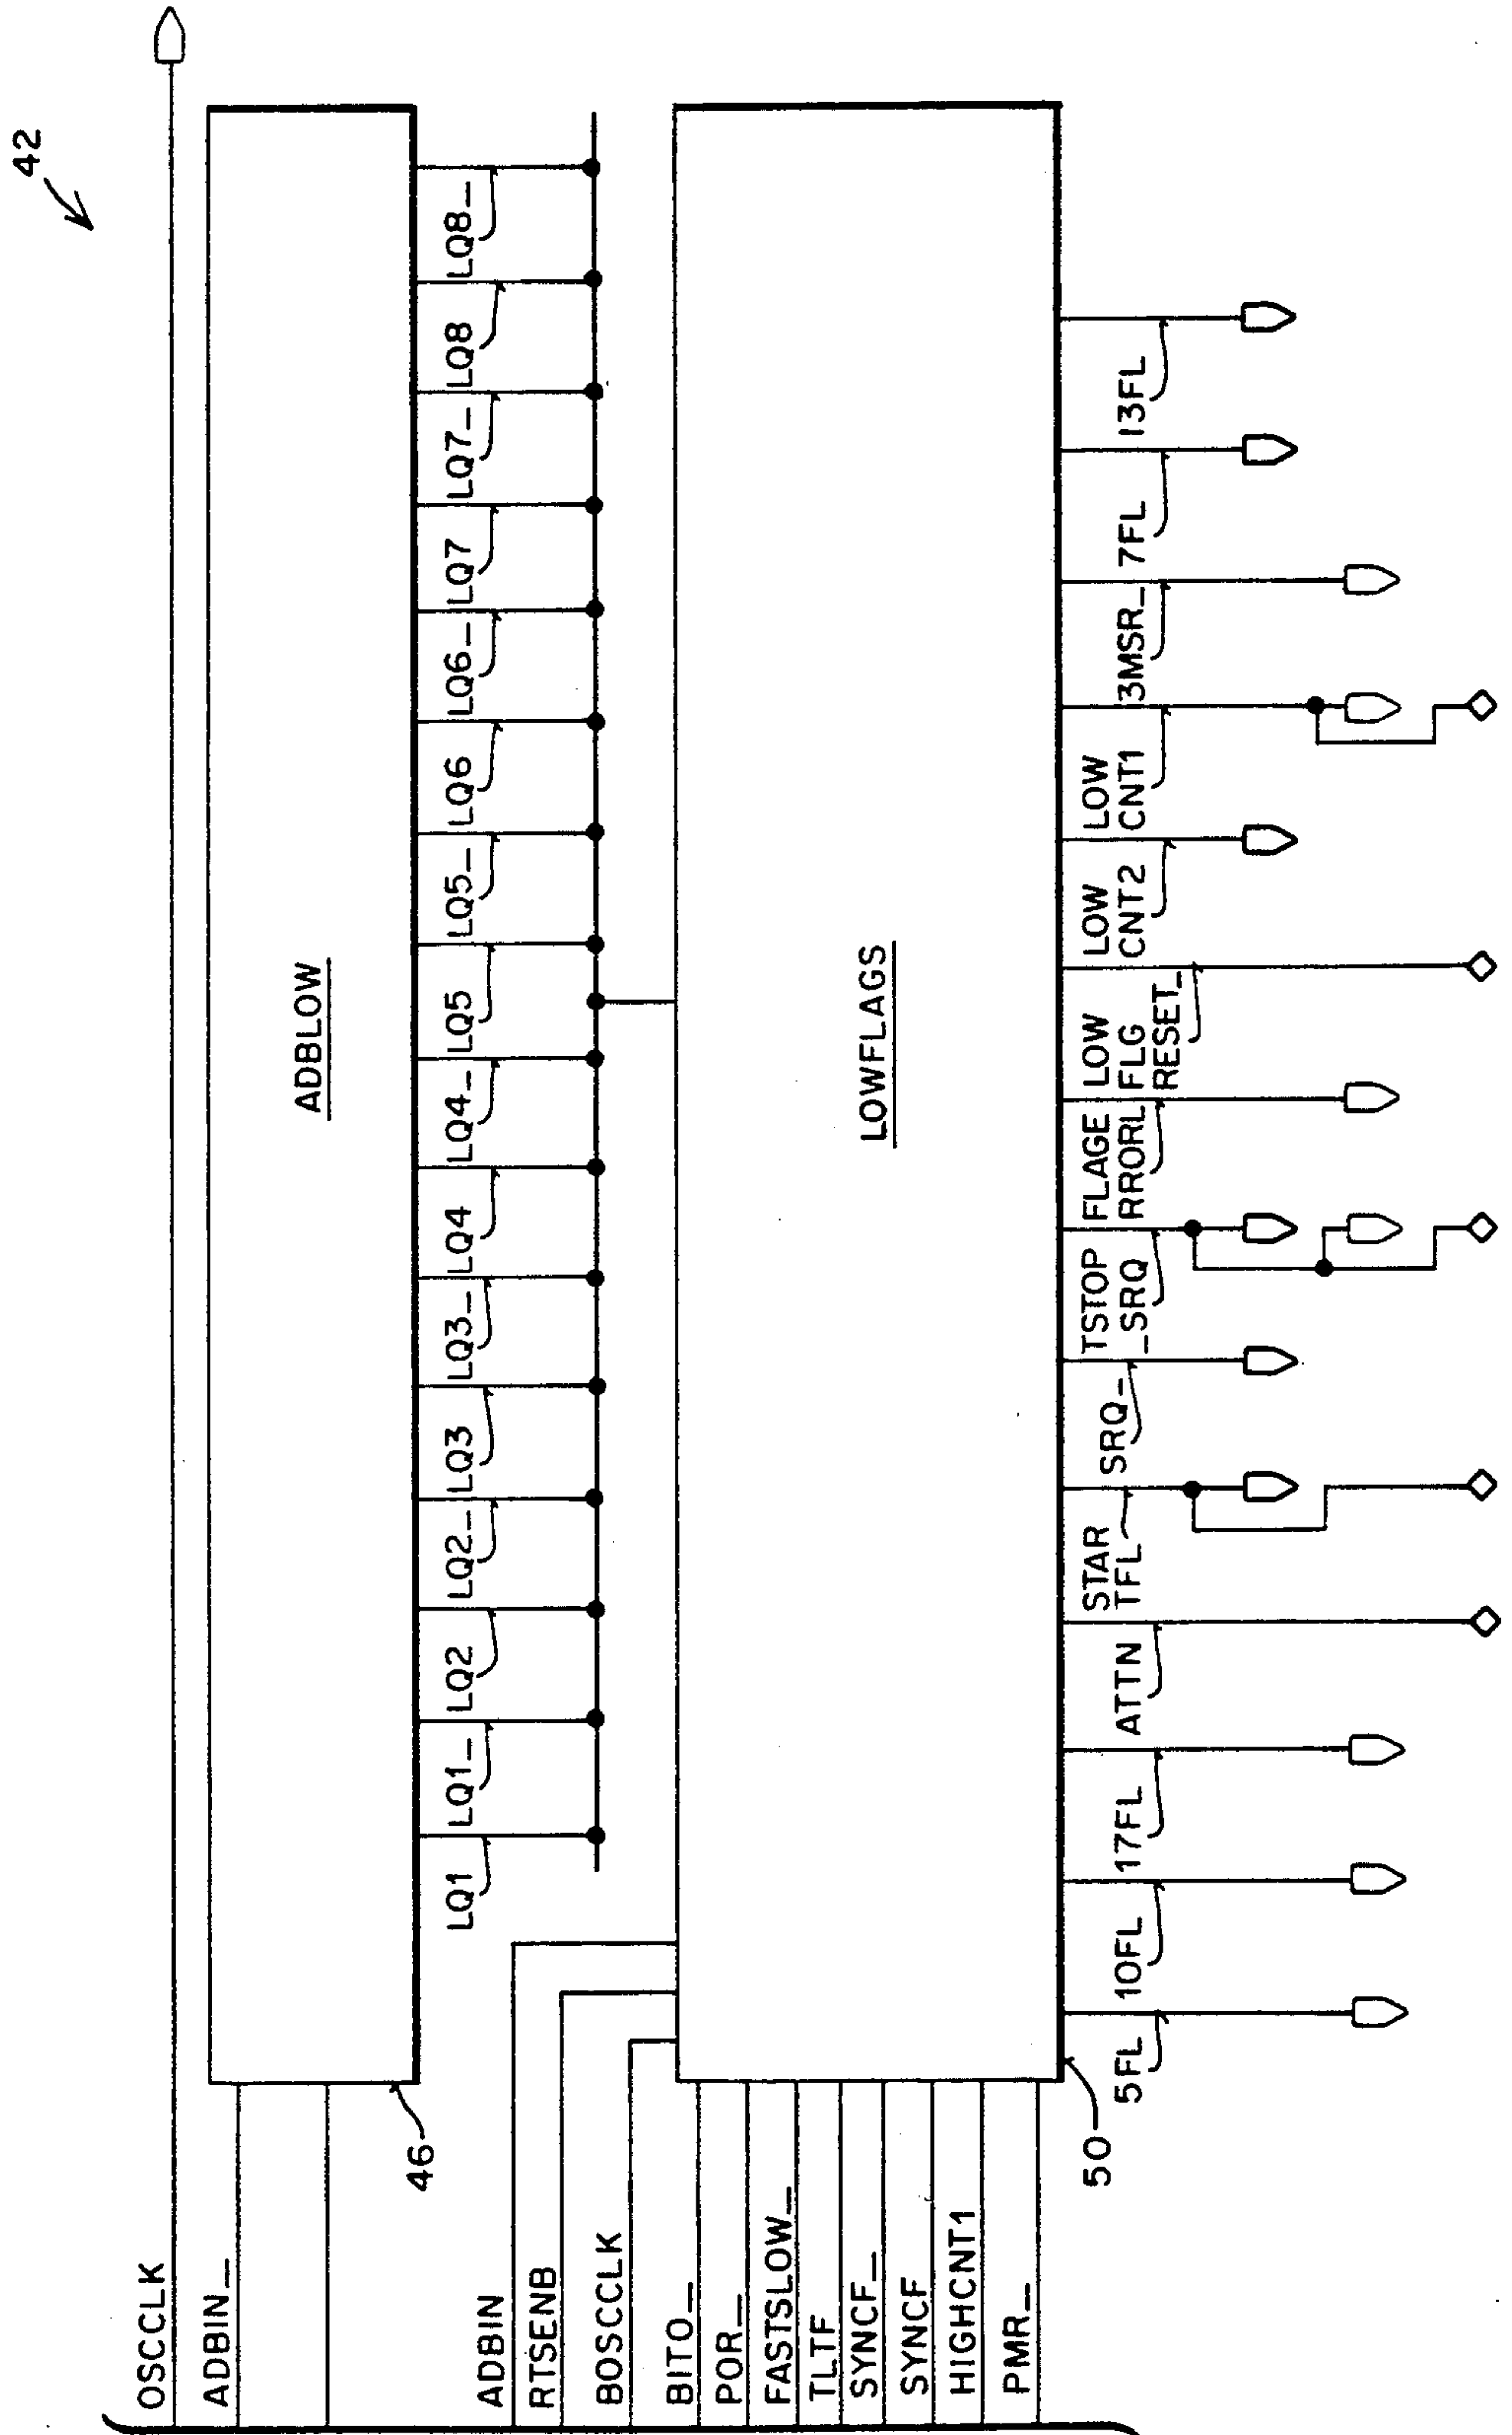 42
OSCCLK
ADBIN_
46
ADBLOW
LQ1
LQ1_
LQ2
LQ2_
LQ3
LQ3_
LQ4
LQ4_
LQ5
LQ5_
LQ6
LQ6_
LQ7
LQ7_
LQ8
LQ8_
ADBIN
RTSENB
BOSCCLK
BITO_
POR_
FASTSLOW_
TLTF
SYNCF_
SYNCF
HIGHCNT1
PMR_
50
LOWFLAGS
5FL
10FL
17FL
ATTN
STAR
TFL
SRQ_
TSTOP
_SRQ
FLAGE
RRORL
LOW
FLG
RESET_
LOW
CNT2
LOW
CNT1
3MSR_
7FL
13FL